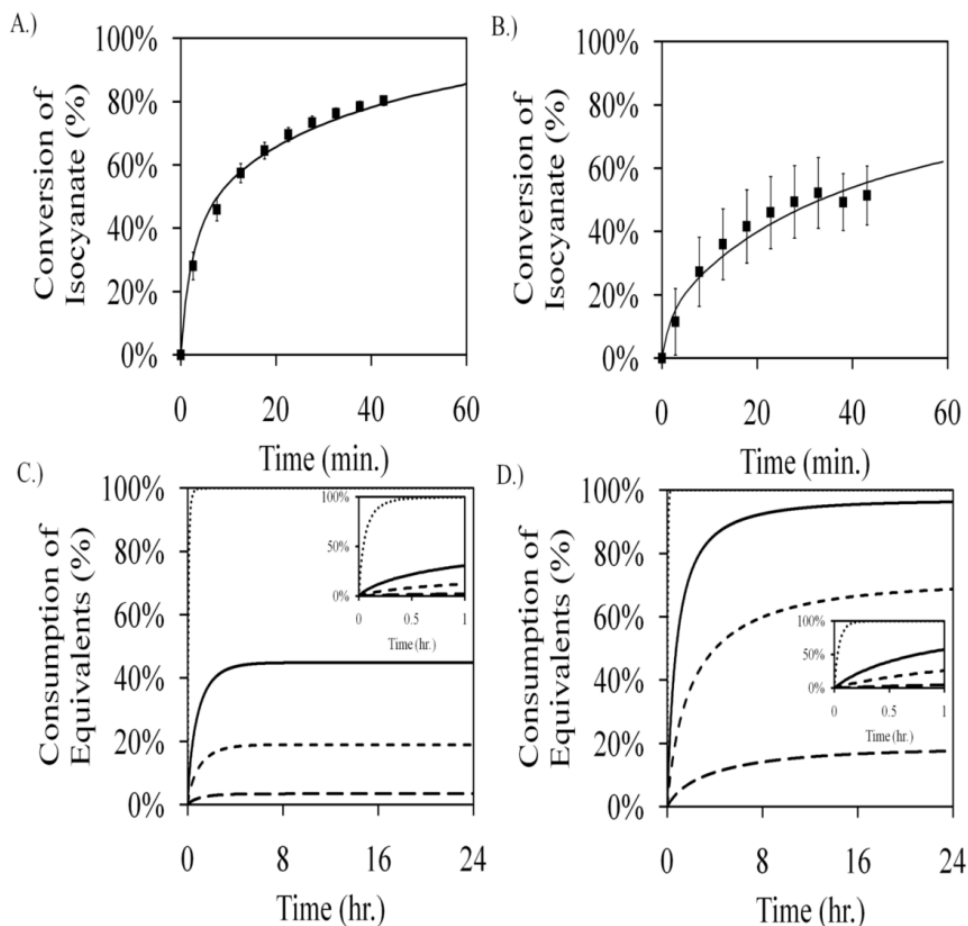 A.)
100%
80%
60%
40%
20%
0%
Conversion of
Isocyanate (%)
0 20 40 60
Time (min.)
B.)
100%
80%
60%
40%
20%
0%
Conversion of
Isocyanate (%)
0 20 40 60
Time (min.)
C.)
100%
80%
60%
40%
20%
0%
Consumption of
Equivalents (%)
100%
50%
0%
0 0.5 1
Time (hr.)
0 8 16 24
Time (hr.)
D.)
100%
80%
60%
40%
20%
0%
Consumption of
Equivalents (%)
100%
50%
0%
0 0.5 1
Time (hr.)
0 8 16 24
Time (hr.)